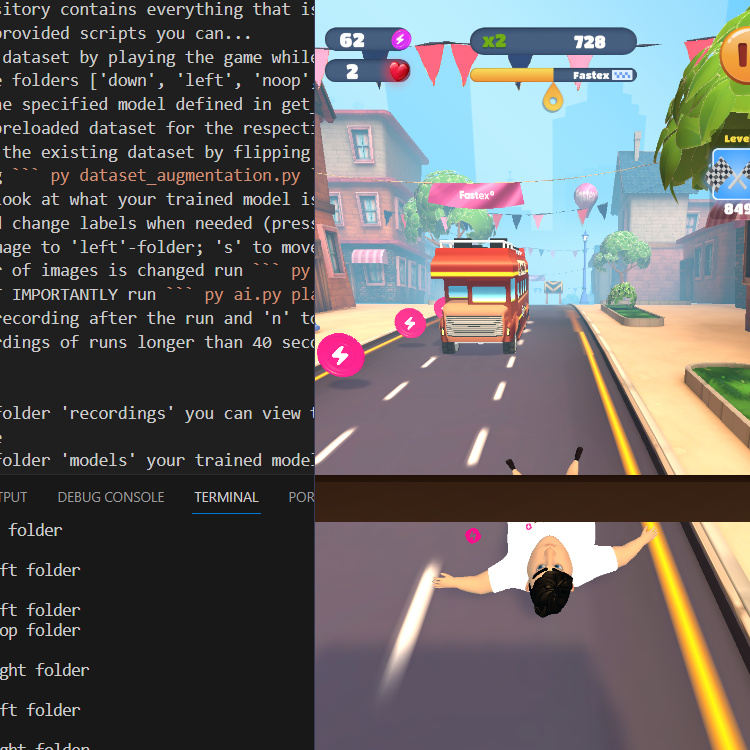 sitory contains everything that is
provided scripts you can...
dataset by playing the game while
e folders ['down', 'left', 'noop',
he specified model defined in get_
preloaded dataset for the respecti
the existing dataset by flipping
g ``` py dataset_augmentation.py
look at what your trained model is
d change labels when needed (press
mage to 'left'-folder; 's' to move
r of images is changed run ``` py
T IMPORTANTLY run ``` py ai.py pla
recording after the run and 'n' to
rdings of runs longer than 40 seco
folder 'recordings' you can view t
e
folder 'models' your trained model
TPUT DEBUG CONSOLE TERMINAL POR
folder
ft folder
ft folder
op folder
ght folder
ft folder
ght folder
62
x2 728
2
Fastex
Level
849
Fastex